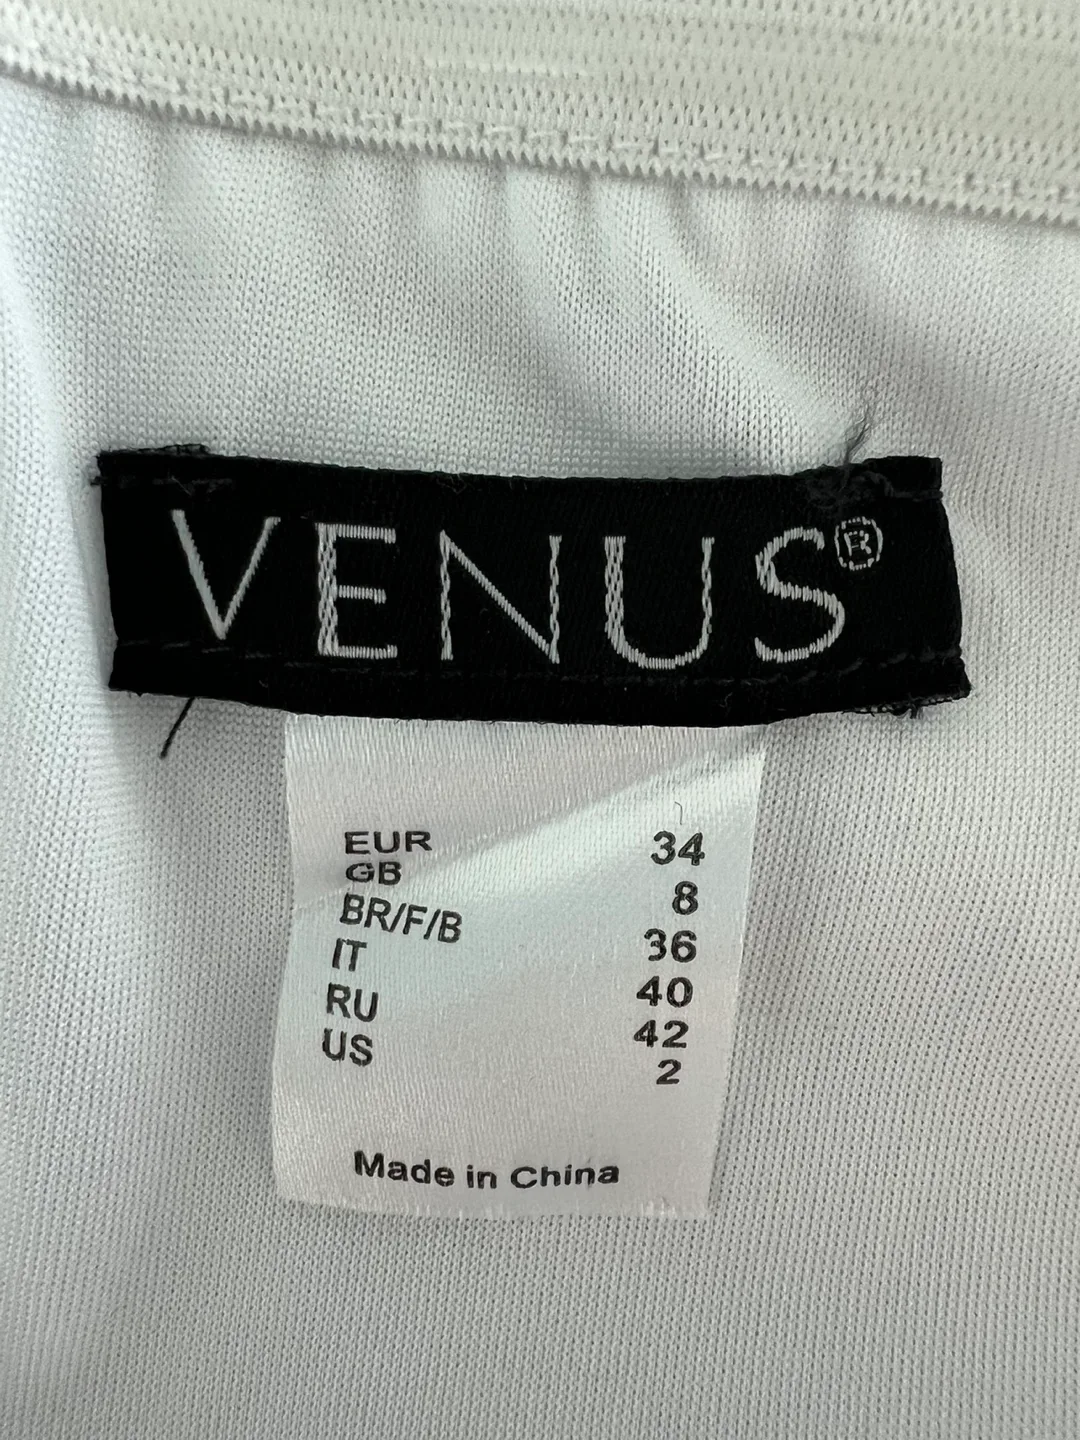 VENUS®
EUR 34
GB 8
BR/F/B 36
IT 40
RU 42
US 2
Made in China